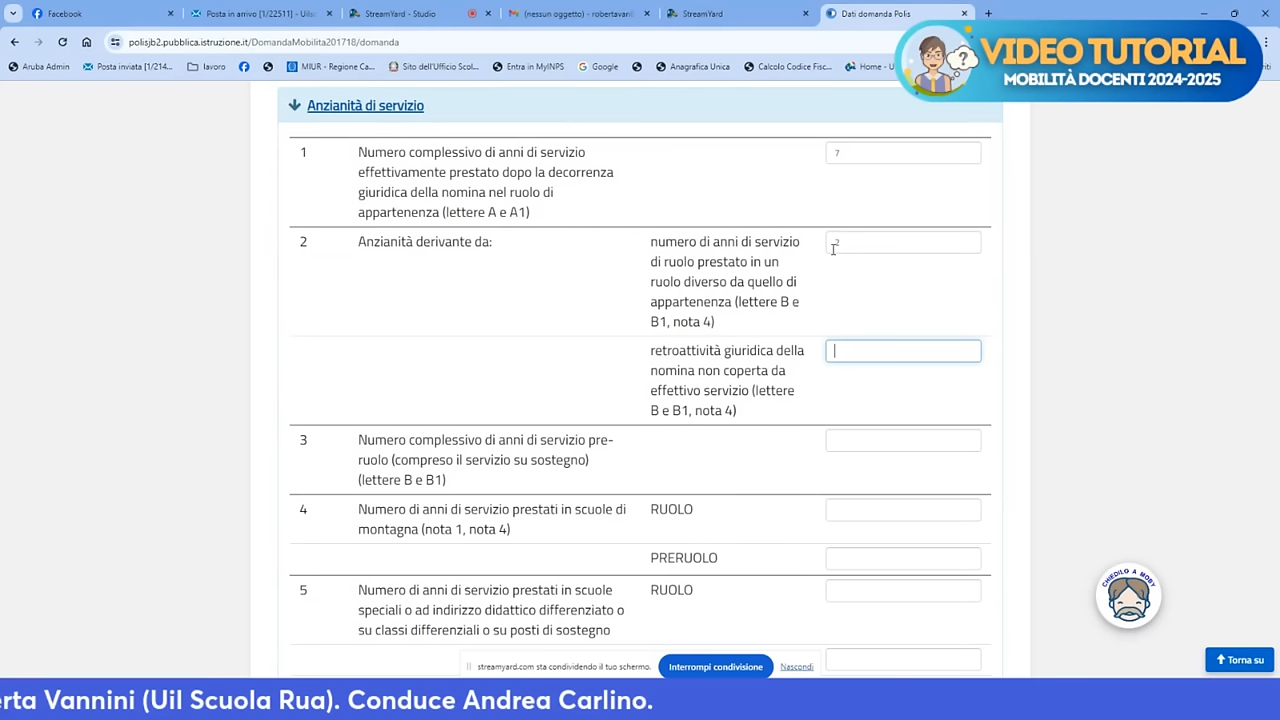 Facebook
Posta in arrivo [1/22511] - Uils
StreamYard - Studio
(nessun oggetto) - robertavanil
StreamYard
Dati domanda Polis
polisjb2.pubblica.istruzione.it/DomandaMobilita201718/domanda
Aruba Admin
Posta inviata [1/214...
lavoro
MIUR - Regione Ca...
Sito dell'Ufficio Scol...
Entra in MyINPS
Google
Anagrafica Unica
Calcolo Codice Fisc...
Home - U
VIDEO TUTORIAL
MOBILITÀ DOCENTI 2024-2025
Anzianità di servizio
1 Numero complessivo di anni di servizio 7
effettivamente prestato dopo la decorrenza
giuridica della nomina nel ruolo di
appartenenza (lettere A e A1)
2 Anzianità derivante da: numero di anni di servizio 2
di ruolo prestato in un
ruolo diverso da quello di
appartenenza (lettere B e
B1, nota 4)
retroattività giuridica della
nomina non coperta da
effettivo servizio (lettere
B e B1, nota 4)
3 Numero complessivo di anni di servizio pre-
ruolo (compreso il servizio su sostegno)
(lettere B e B1)
4 Numero di anni di servizio prestati in scuole di RUOLO
montagna (nota 1, nota 4)
PRERUOLO
5 Numero di anni di servizio prestati in scuole RUOLO
speciali o ad indirizzo didattico differenziato o
su classi differenziali o su posti di sostegno
CHIEDILO A MOBY
streamyard.com sta condividendo il tuo schermo. Interrompi condivisione Nascondi
Torna su
erta Vannini (Uil Scuola Rua). Conduce Andrea Carlino.